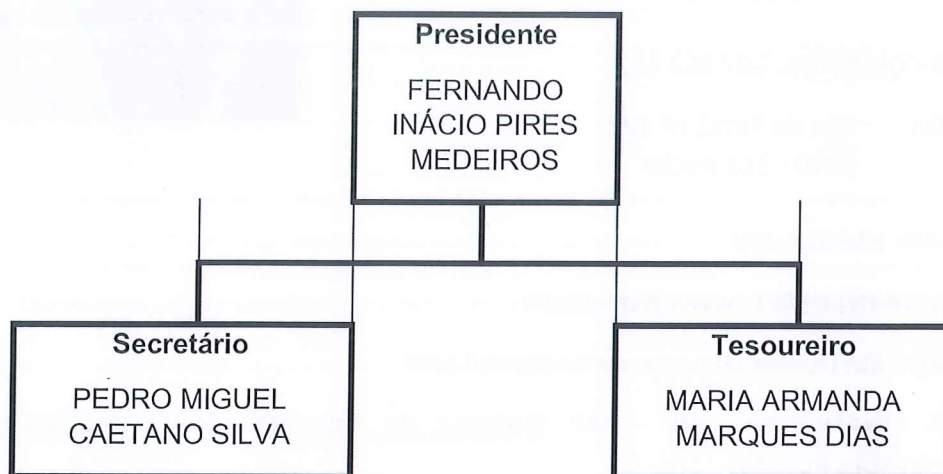 Presidente
FERNANDO
INÁCIO PIRES
MEDEIROS
Secretário
PEDRO MIGUEL
CAETANO SILVA
Tesoureiro
MARIA ARMANDA
MARQUES DIAS